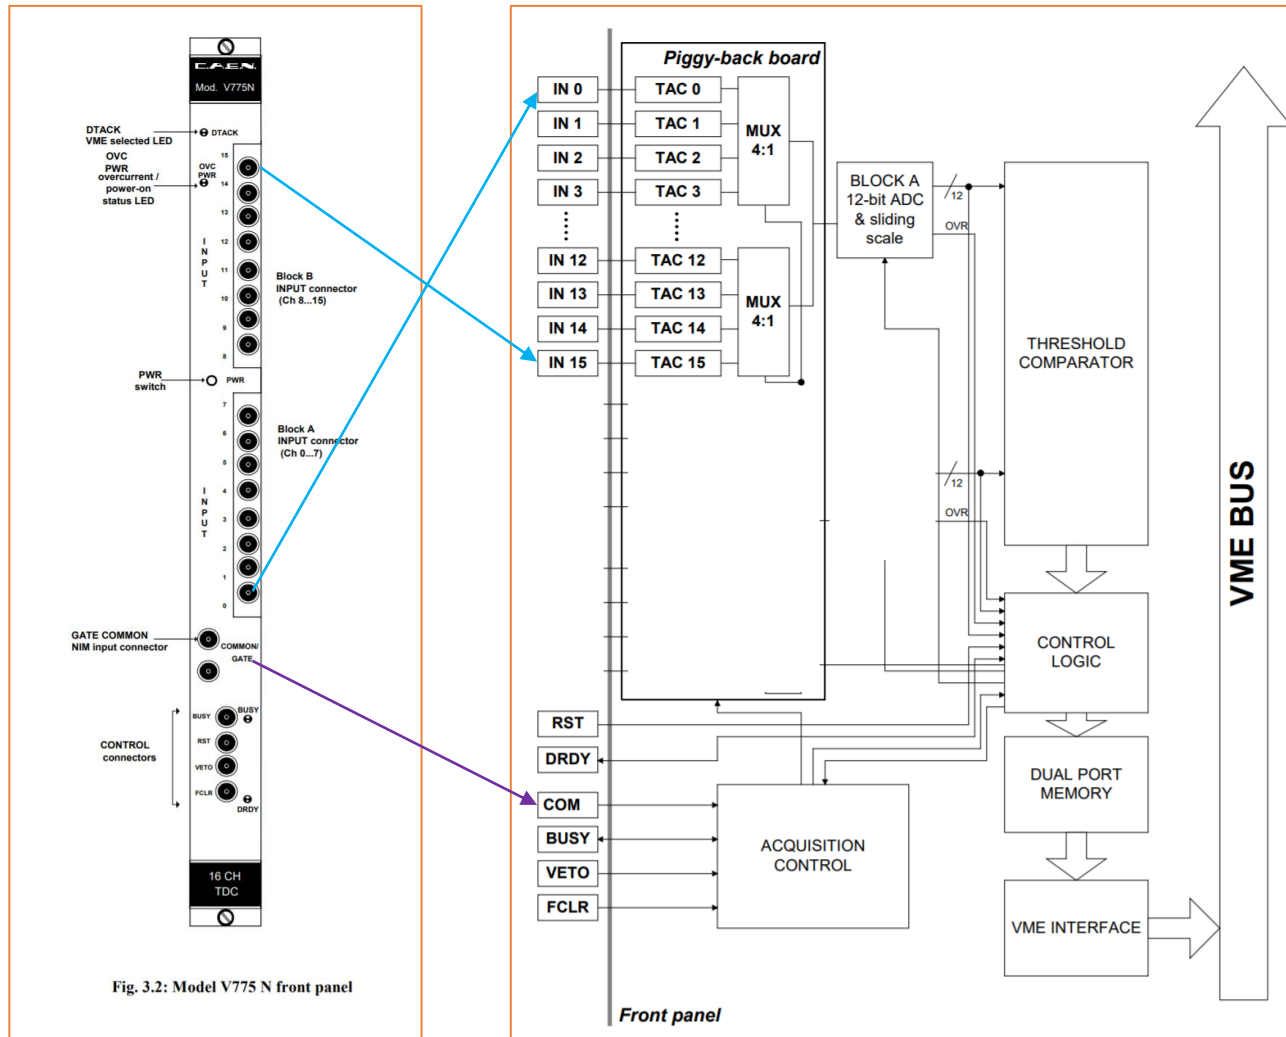 C.A.E.N.
Mod. V775N
DTACK
VME selected LED
DTACK
OVC
PWR
overcurrent /
power-on
status LED
OVC
PWR
15
14
13
12
11
10
9
8
INPUT
Block B
INPUT connector
(Ch 8...15)
PWR
switch
PWR
7
6
5
4
3
2
1
0
INPUT
Block A
INPUT connector
(Ch 0...7)
GATE COMMON
NIM input connector
COMMON/
GATE
CONTROL
connectors
BUSY
BUSY
RST
VETO
FCLR
DRDY
16 CH
TDC
Fig. 3.2: Model V775 N front panel
Piggy-back board
IN 0
TAC 0
IN 1
TAC 1
IN 2
TAC 2
IN 3
TAC 3
MUX
4:1
IN 12
TAC 12
IN 13
TAC 13
IN 14
TAC 14
IN 15
TAC 15
MUX
4:1
BLOCK A
12-bit ADC
& sliding
scale
12
OVR
12
OVR
THRESHOLD
COMPARATOR
CONTROL
LOGIC
DUAL PORT
MEMORY
VME INTERFACE
VME BUS
RST
DRDY
COM
BUSY
VETO
FCLR
ACQUISITION
CONTROL
Front panel